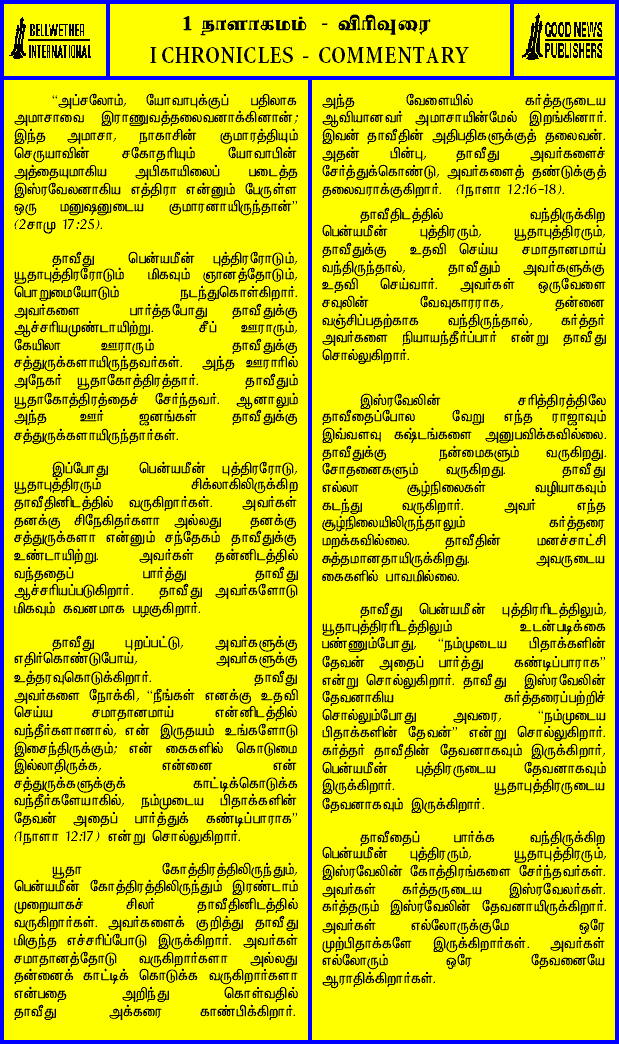 BELLWETHER
INTERNATIONAL
1 நாளாகமம் - விரிவுரை
I CHRONICLES - COMMENTARY
GOOD NEWS
PUBLISHERS
“அப்சலோம், யோவாபுக்குப் பதிலாக
அமாசாவை இராணுவத்தலைவனாக்கினான்;
இந்த அமாசா, நாகாசின் குமாரத்தியும்
செருயாவின் சகோதரியும் யோவாபின்
அத்தையுமாகிய அபிகாயிலைப் படைத்த
இஸ்ரவேலனாகிய எத்திரா என்னும் பேருள்ள
ஒரு மனுஷனுடைய குமாரனாயிருந்தான்”
(2சாமு 17:25).
தாவீது பென்யமீன் புத்திரரோடும்,
யூதாபுத்திரரோடும் மிகவும் ஞானத்தோடும்,
பொறுமையோடும் நடந்துகொள்கிறார்.
அவர்களை பார்த்தபோது தாவீதுக்கு
ஆச்சரியமுண்டாயிற்று. சீப் ஊராரும்,
கேயிலா ஊராரும் தாவீதுக்கு
சத்துருக்களாயிருந்தவர்கள். அந்த ஊராரில்
அநேகர் யூதாகோத்திரத்தார். தாவீதும்
யூதாகோத்திரத்தைச் சேர்ந்தவர். ஆனாலும்
அந்த ஊர் ஜனங்கள் தாவீதுக்கு
சத்துருக்களாயிருந்தார்கள்.
இப்போது பென்யமீன் புத்திரரோடு,
யூதாபுத்திரரும் சிக்லாகிலிருக்கிற
தாவீதினிடத்தில் வருகிறார்கள். அவர்கள்
தனக்கு சிநேகிதர்களா அல்லது தனக்கு
சத்துருக்களா என்னும் சந்தேகம் தாவீதுக்கு
உண்டாயிற்று. அவர்கள் தன்னிடத்தில்
வந்ததைப் பார்த்து தாவீது
ஆச்சரியப்படுகிறார். தாவீது அவர்களோடு
மிகவும் கவனமாக பழகுகிறார்.
தாவீது புறப்பட்டு, அவர்களுக்கு
எதிர்கொண்டுபோய், அவர்களுக்கு
உத்தரவுகொடுக்கிறார். தாவீது
அவர்களை நோக்கி, “நீங்கள் எனக்கு உதவி
செய்ய சமாதானமாய் என்னிடத்தில்
வந்தீர்களானால், என் இருதயம் உங்களோடு
இசைந்திருக்கும்; என் கைகளில் கொடுமை
இல்லாதிருக்க, என்னை என்
சத்துருக்களுக்குக் காட்டிக்கொடுக்க
வந்தீர்களேயாகில், நம்முடைய பிதாக்களின்
தேவன் அதைப் பார்த்துக் கண்டிப்பாராக”
(1நாளா 12:17) என்று சொல்லுகிறார்.
யூதா கோத்திரத்திலிருந்தும்,
பென்யமீன் கோத்திரத்திலிருந்தும் இரண்டாம்
முறையாகச் சிலர் தாவீதினிடத்தில்
வருகிறார்கள். அவர்களைக் குறித்து தாவீது
மிகுந்த எச்சரிப்போடு இருக்கிறார். அவர்கள்
சமாதானத்தோடு வருகிறார்களா அல்லது
தன்னைக் காட்டிக் கொடுக்க வருகிறார்களா
என்பதை அறிந்து கொள்வதில்
தாவீது அக்கரை காண்பிக்கிறார்.
அந்த வேளையில் கர்த்தருடைய
ஆவியானவர் அமாசாயின்மேல் இறங்கினார்.
இவன் தாவீதின் அதிபதிகளுக்குத் தலைவன்.
அதன் பின்பு, தாவீது அவர்களைச்
சேர்த்துக்கொண்டு, அவர்களைத் தண்டுக்குத்
தலைவராக்குகிறார். (1நாளா 12:16-18).
தாவீதிடத்தில் வந்திருக்கிற
பென்யமீன் புத்திரரும், யூதாபுத்திரரும்,
தாவீதுக்கு உதவி செய்ய சமாதானமாய்
வந்திருந்தால், தாவீதும் அவர்களுக்கு
உதவி செய்வார். அவர்கள் ஒருவேளை
சவுலின் வேவுகாரராக, தன்னை
வஞ்சிப்பதற்காக வந்திருந்தால், கர்த்தர்
அவர்களை நியாயந்தீர்ப்பார் என்று தாவீது
சொல்லுகிறார்.
இஸ்ரவேலின் சரித்திரத்திலே
தாவீதைப்போல வேறு எந்த ராஜாவும்
இவ்வளவு கஷ்டங்களை அனுபவிக்கவில்லை.
தாவீதுக்கு நன்மைகளும் வருகிறது.
சோதனைகளும் வருகிறது. தாவீது
எல்லா சூழ்நிலைகள் வழியாகவும்
கடந்து வருகிறார். அவர் எந்த
சூழ்நிலையிலிருந்தாலும் கர்த்தரை
மறக்கவில்லை. தாவீதின் மனச்சாட்சி
சுத்தமானதாயிருக்கிறது. அவருடைய
கைகளில் பாவமில்லை.
தாவீது பென்யமீன் புத்திரரிடத்திலும்,
யூதாபுத்திரரிடத்திலும் உடன்படிக்கை
பண்ணும்போது, “நம்முடைய பிதாக்களின்
தேவன் அதைப் பார்த்து கண்டிப்பாராக”
என்று சொல்லுகிறார். தாவீது இஸ்ரவேலின்
தேவனாகிய கர்த்தரைப்பற்றிச்
சொல்லும்போது அவரை, “நம்முடைய
பிதாக்களின் தேவன்” என்று சொல்லுகிறார்.
கர்த்தர் தாவீதின் தேவனாகவும் இருக்கிறார்,
பென்யமீன் புத்திரருடைய தேவனாகவும்
இருக்கிறார். யூதாபுத்திரருடைய
தேவனாகவும் இருக்கிறார்.
தாவீதைப் பார்க்க வந்திருக்கிற
பென்யமீன் புத்திரரும், யூதாபுத்திரரும்,
இஸ்ரவேலின் கோத்திரங்களை சேர்ந்தவர்கள்.
அவர்கள் கர்த்தருடைய இஸ்ரவேலர்கள்.
கர்த்தரும் இஸ்ரவேலின் தேவனாயிருக்கிறார்.
அவர்கள் எல்லோருக்குமே ஒரே
முற்பிதாக்களே இருக்கிறார்கள். அவர்கள்
எல்லோரும் ஒரே தேவனையே
ஆராதிக்கிறார்கள்.